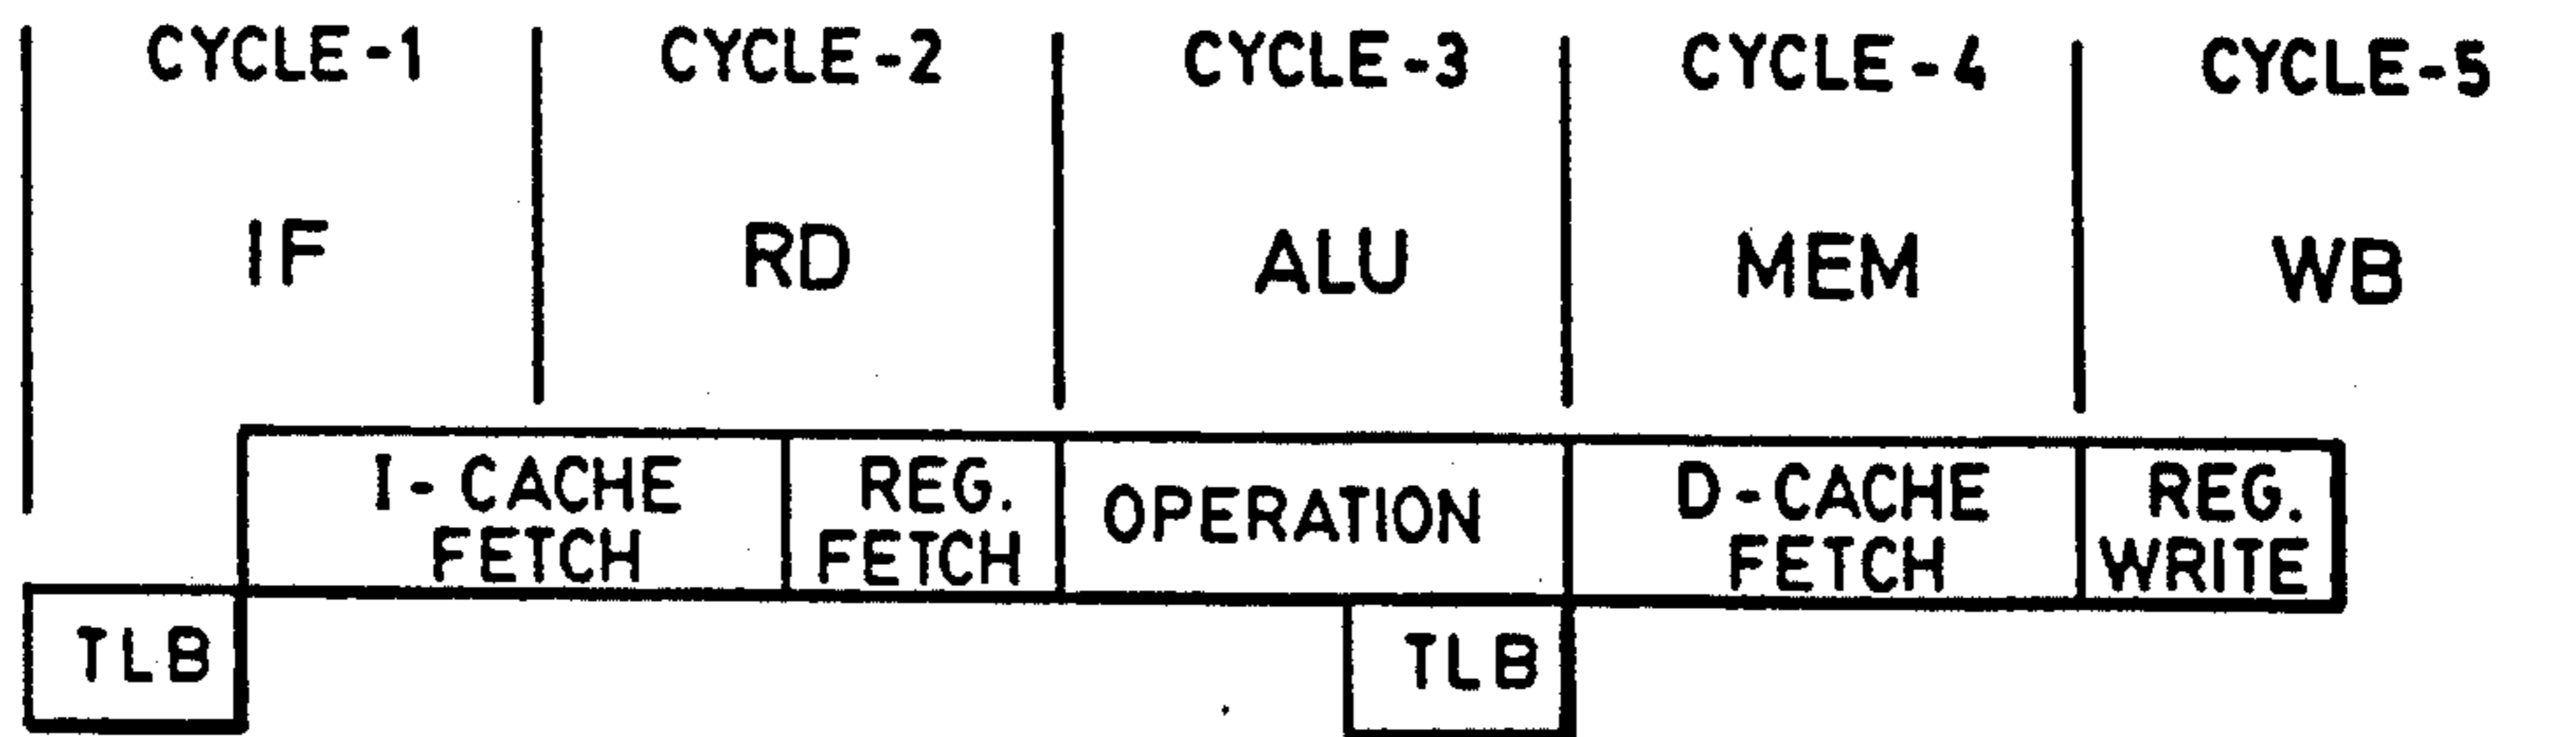 CYCLE-1 CYCLE-2 CYCLE-3 CYCLE-4 CYCLE-5
IF RD ALU MEM WB
I-CACHE FETCH REG. FETCH OPERATION D-CACHE FETCH REG. WRITE
TLB TLB